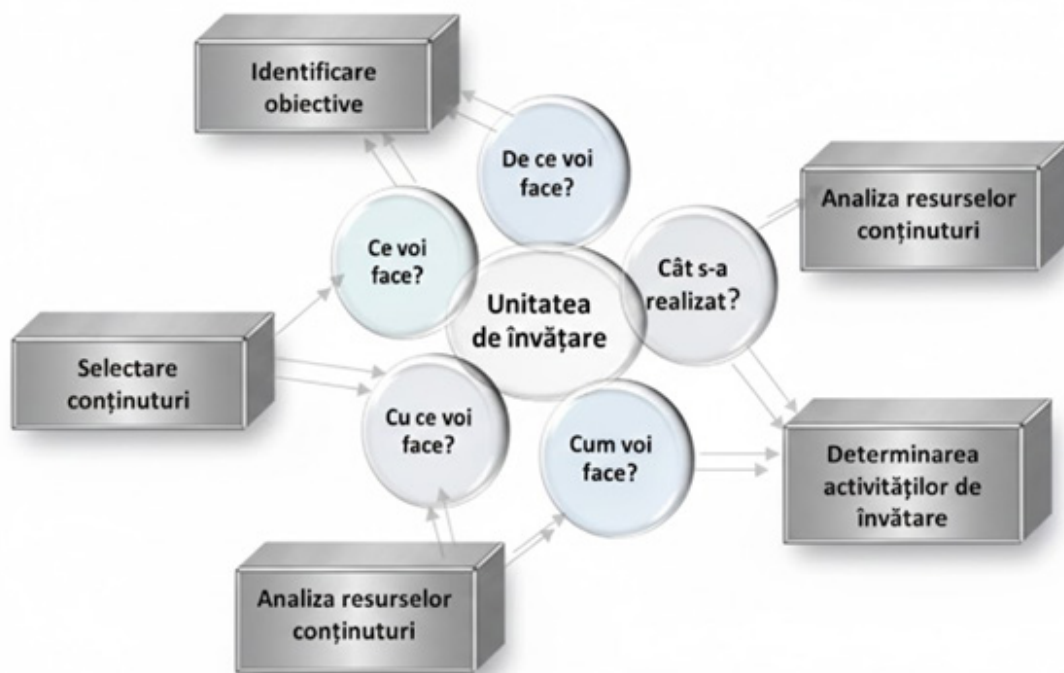 Identificare
obiective
De ce voi
face?
Analiza resurselor
conținuturi
Ce voi
face?
Cât s-a
realizat?
Unitatea
de învățare
Selectare
conținuturi
Cu ce voi
face?
Cum voi
face?
Determinarea
activităților de
învătare
Analiza resurselor
conținuturi